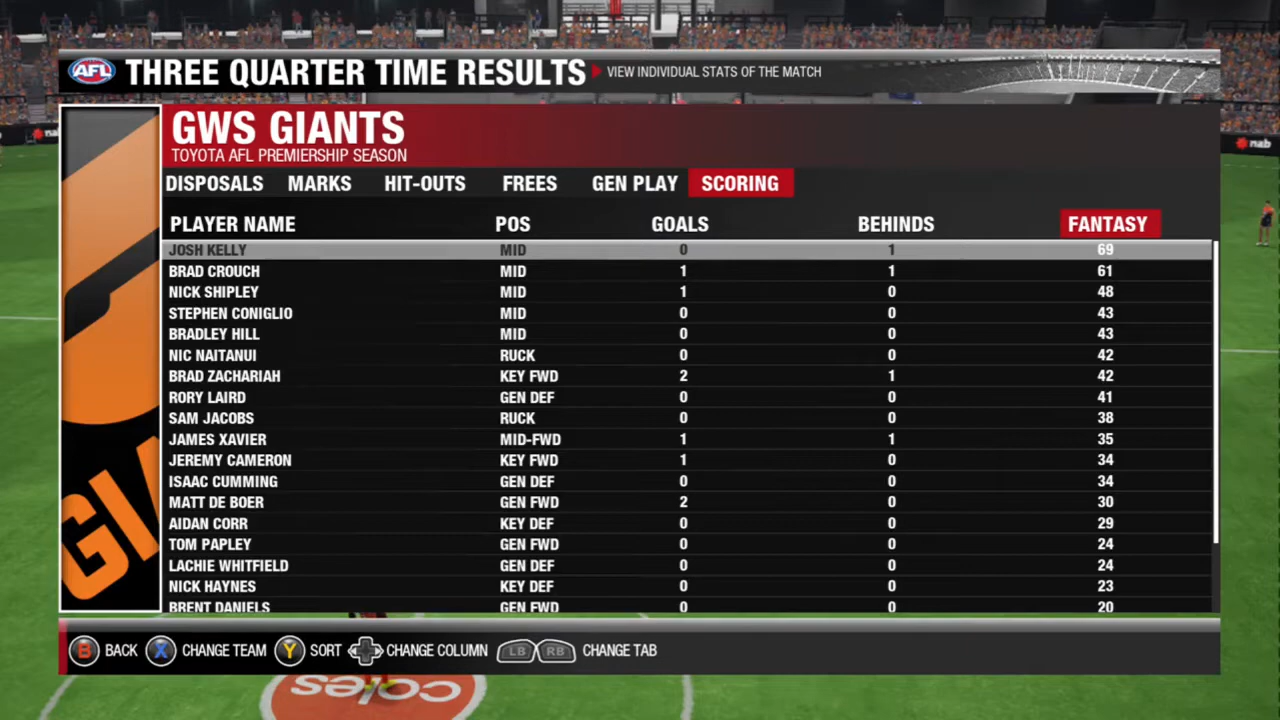 AFL THREE QUARTER TIME RESULTS VIEW INDIVIDUAL STATS OF THE MATCH
GWS GIANTS
TOYOTA AFL PREMIERSHIP SEASON
nab
DISPOSALS MARKS HIT-OUTS FREES GEN PLAY SCORING
PLAYER NAME POS GOALS BEHINDS FANTASY
JOSH KELLY MID 0 1 69
BRAD CROUCH MID 1 1 61
NICK SHIPLEY MID 1 0 48
STEPHEN CONIGLIO MID 0 0 43
BRADLEY HILL MID 0 0 43
NIC NAITANUI RUCK 0 0 42
BRAD ZACHARIAH KEY FWD 2 1 42
RORY LAIRD GEN DEF 0 0 41
SAM JACOBS RUCK 0 0 38
JAMES XAVIER MID-FWD 1 1 35
JEREMY CAMERON KEY FWD 1 0 34
ISAAC CUMMING GEN DEF 0 0 34
MATT DE BOER GEN FWD 2 0 30
AIDAN CORR KEY DEF 0 0 29
TOM PAPLEY GEN FWD 0 0 24
LACHIE WHITFIELD GEN DEF 0 0 24
NICK HAYNES KEY DEF 0 0 23
BRENT DANIELS GEN FWD 0 0 20
GIA
B BACK X CHANGE TEAM Y SORT CHANGE COLUMN LB RB CHANGE TAB
coles